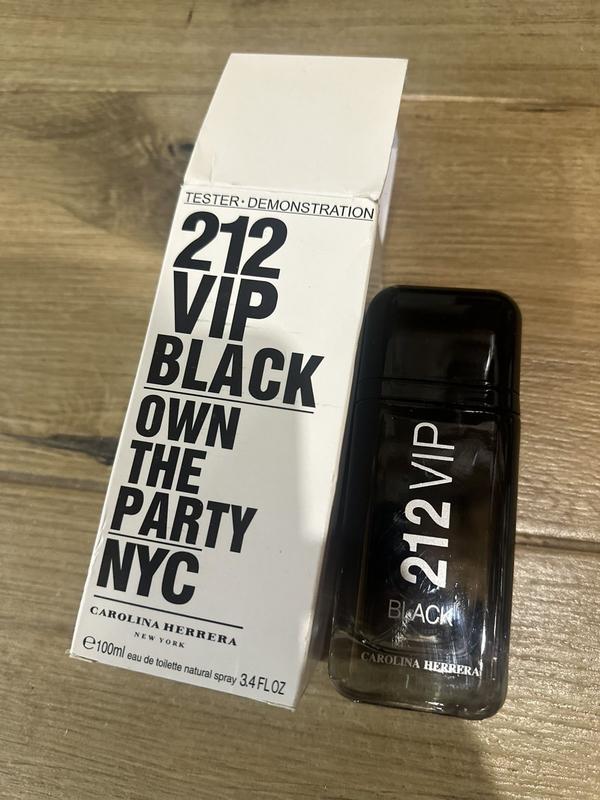 TESTER · DEMONSTRATION
212
VIP
BLACK
OWN
THE
PARTY
NYC
CAROLINA HERRERA
NEW YORK
℮100ml eau de toilette natural spray 3.4 FL OZ
212 VIP
BLACK
CAROLINA HERRERA